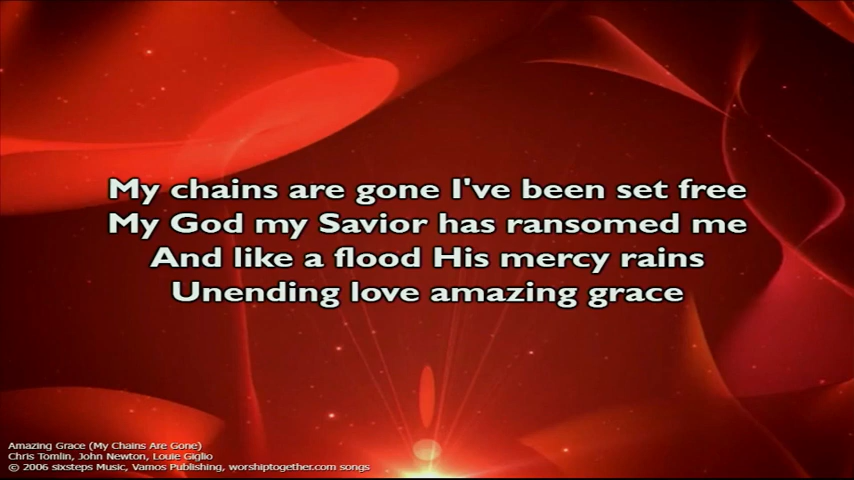 My chains are gone I've been set free
My God my Savior has ransomed me
And like a flood His mercy rains
Unending love amazing grace
Amazing Grace (My Chains Are Gone)
Chris Tomlin, John Newton, Louie Giglio
© 2006 sixsteps Music, Vamos Publishing, worshiptogether.com songs